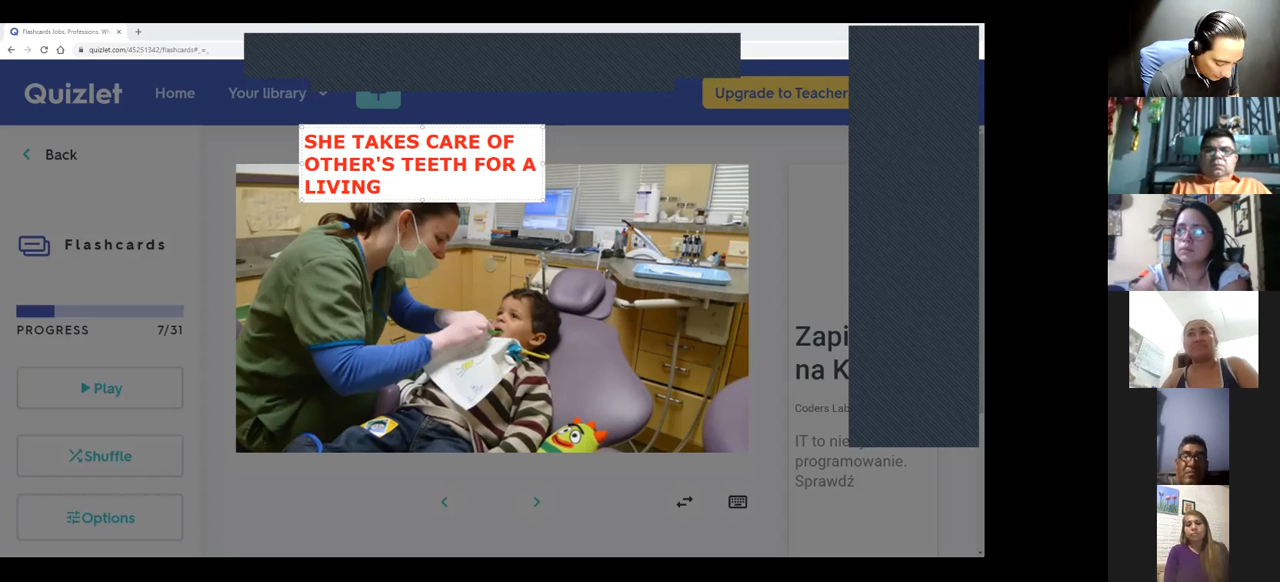 Flashcards Jobs. Professions. Wh
quizlet.com/45251342/flashcards#_=_
Quizlet
Home
Your library
Upgrade to Teacher
Back
SHE TAKES CARE OF
OTHER'S TEETH FOR A
LIVING
Flashcards
PROGRESS
7/31
Play
Shuffle
Options
Zapi
na K
Coders Lab
IT to nie
programowanie.
Sprawdź